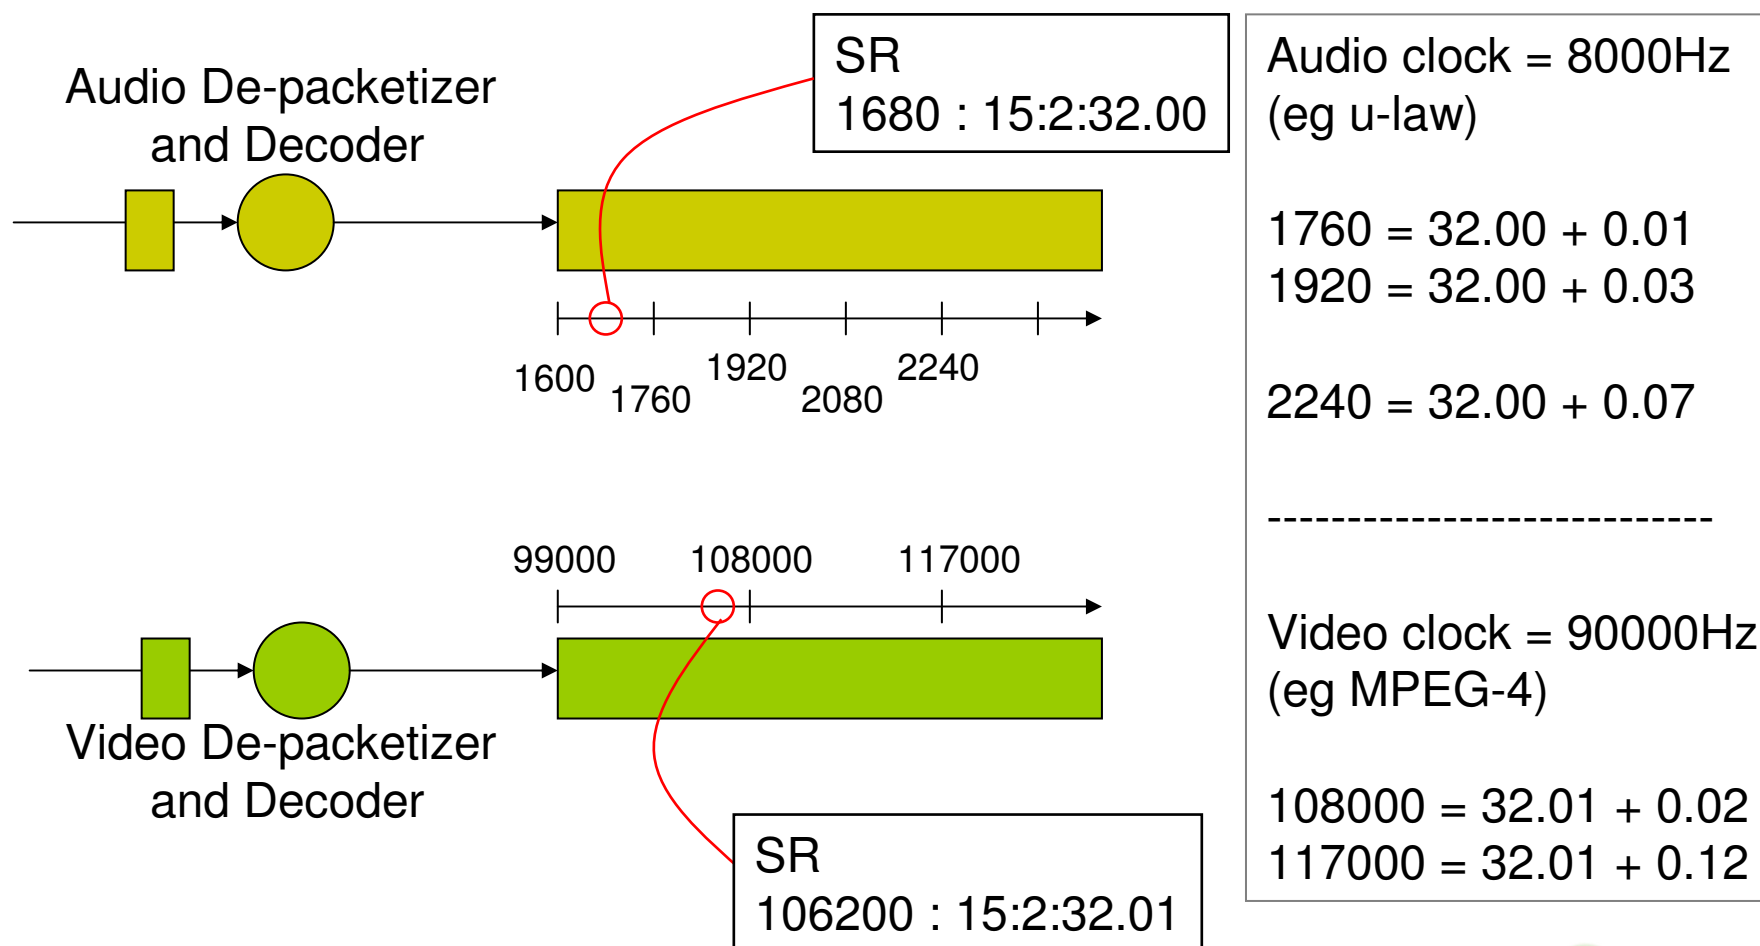 Audio De-packetizer
and Decoder
SR
1680 : 15:2:32.00
1600
1760
1920
2080
2240
99000
108000
117000
Video De-packetizer
and Decoder
SR
106200 : 15:2:32.01
Audio clock = 8000Hz
(eg u-law)
1760 = 32.00 + 0.01
1920 = 32.00 + 0.03
2240 = 32.00 + 0.07
----------------------------
Video clock = 90000Hz
(eg MPEG-4)
108000 = 32.01 + 0.02
117000 = 32.01 + 0.12